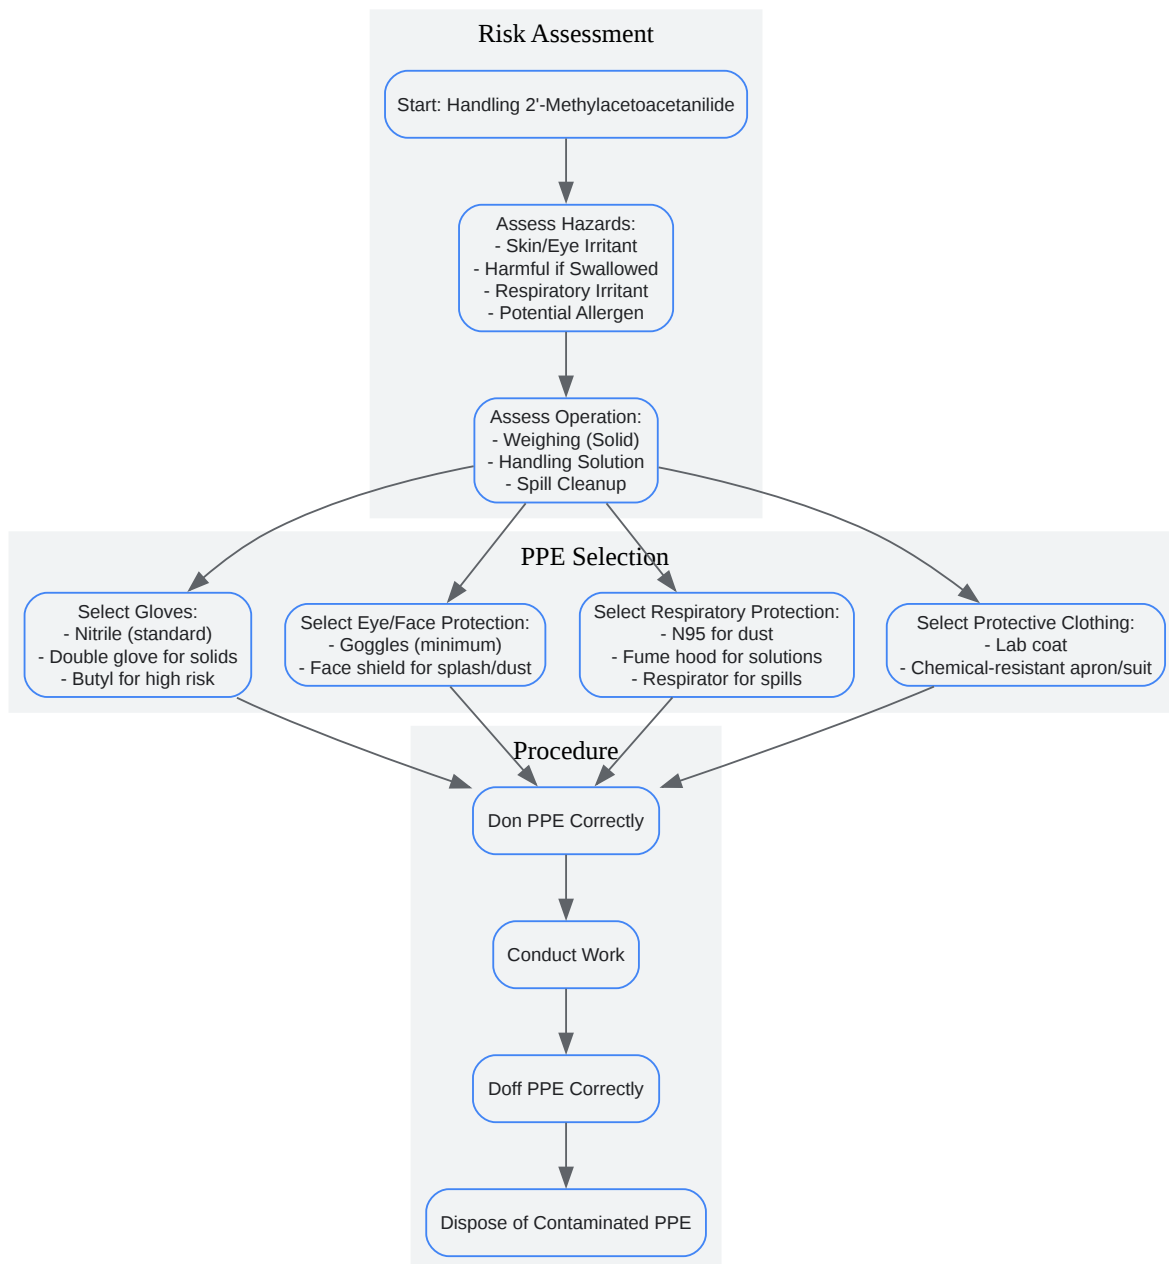 Risk Assessment
Start: Handling 2'-Methylacetoacetanilide
Assess Hazards:
- Skin/Eye Irritant
- Harmful if Swallowed
- Respiratory Irritant
- Potential Allergen
Assess Operation:
- Weighing (Solid)
- Handling Solution
- Spill Cleanup
PPE Selection
Select Gloves:
- Nitrile (standard)
- Double glove for solids
- Butyl for high risk
Select Eye/Face Protection:
- Goggles (minimum)
- Face shield for splash/dust
Select Respiratory Protection:
- N95 for dust
- Fume hood for solutions
- Respirator for spills
Select Protective Clothing:
- Lab coat
- Chemical-resistant apron/suit
Procedure
Don PPE Correctly
Conduct Work
Doff PPE Correctly
Dispose of Contaminated PPE